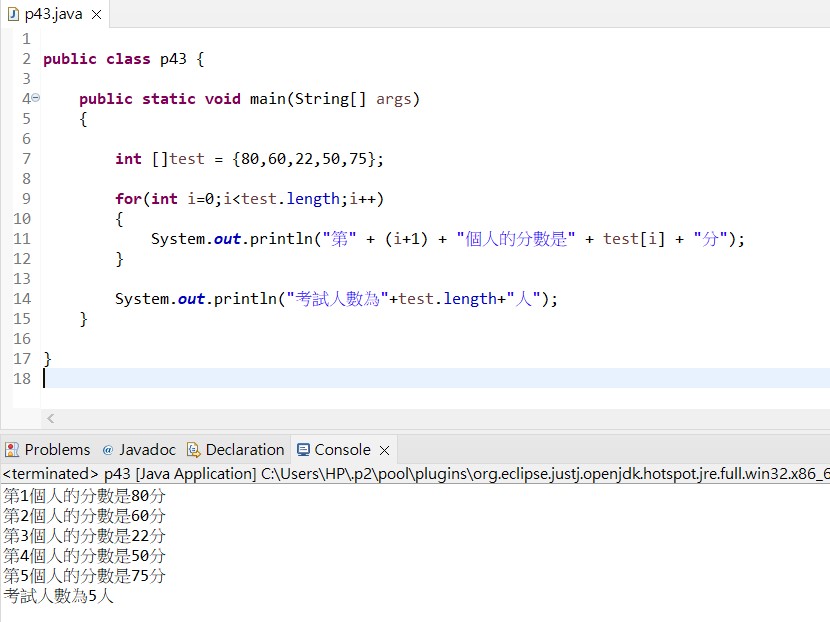 p43.java
1
2 public class p43 {
3
4 public static void main(String[] args)
5 {
6
7 int []test = {80,60,22,50,75};
8
9 for(int i=0;i<test.length;i++)
10 {
11 System.out.println("第" + (i+1) + "個人的分數是" + test[i] + "分");
12 }
13
14 System.out.println("考試人數為"+test.length+"人");
15 }
16
17 }
18
Problems @ Javadoc Declaration Console
<terminated> p43 [Java Application] C:\Users\HP\.p2\pool\plugins\org.eclipse.justj.openjdk.hotspot.jre.full.win32.x86_6
第1個人的分數是80分
第2個人的分數是60分
第3個人的分數是22分
第4個人的分數是50分
第5個人的分數是75分
考試人數為5人